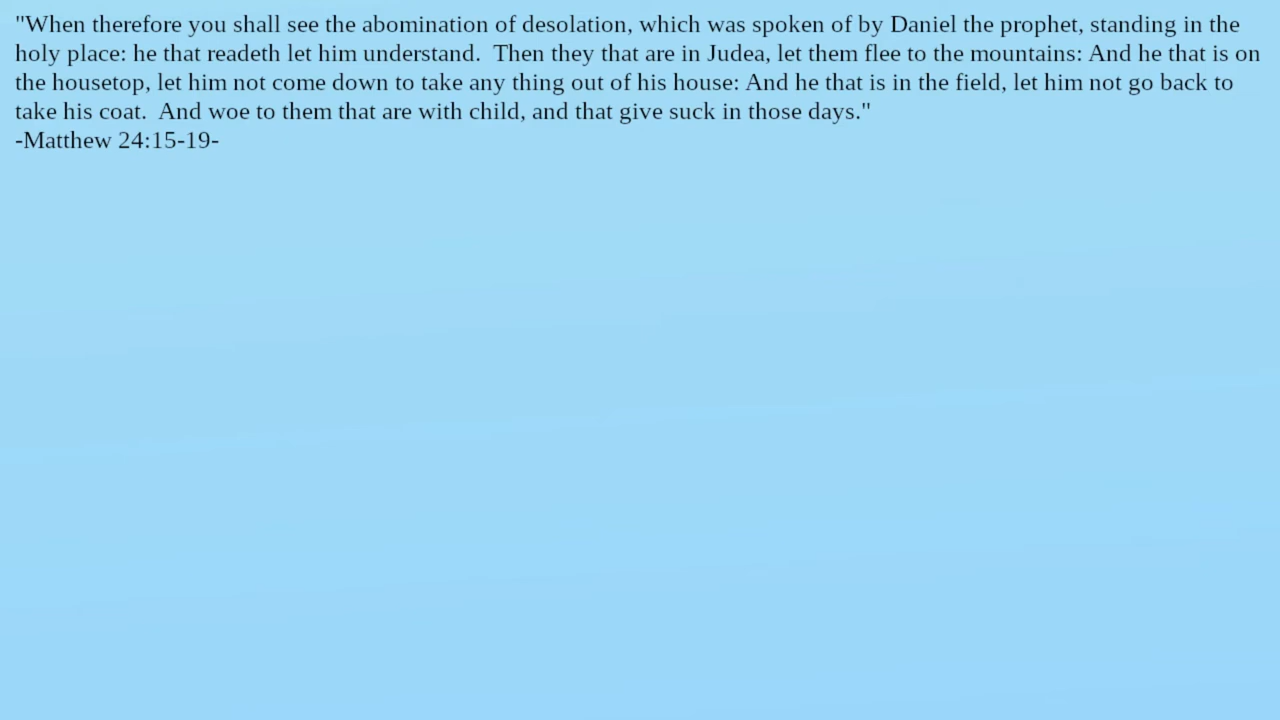 "When therefore you shall see the abomination of desolation, which was spoken of by Daniel the prophet, standing in the
holy place: he that readeth let him understand.  Then they that are in Judea, let them flee to the mountains: And he that is on
the housetop, let him not come down to take any thing out of his house: And he that is in the field, let him not go back to
take his coat.  And woe to them that are with child, and that give suck in those days."
-Matthew 24:15-19-